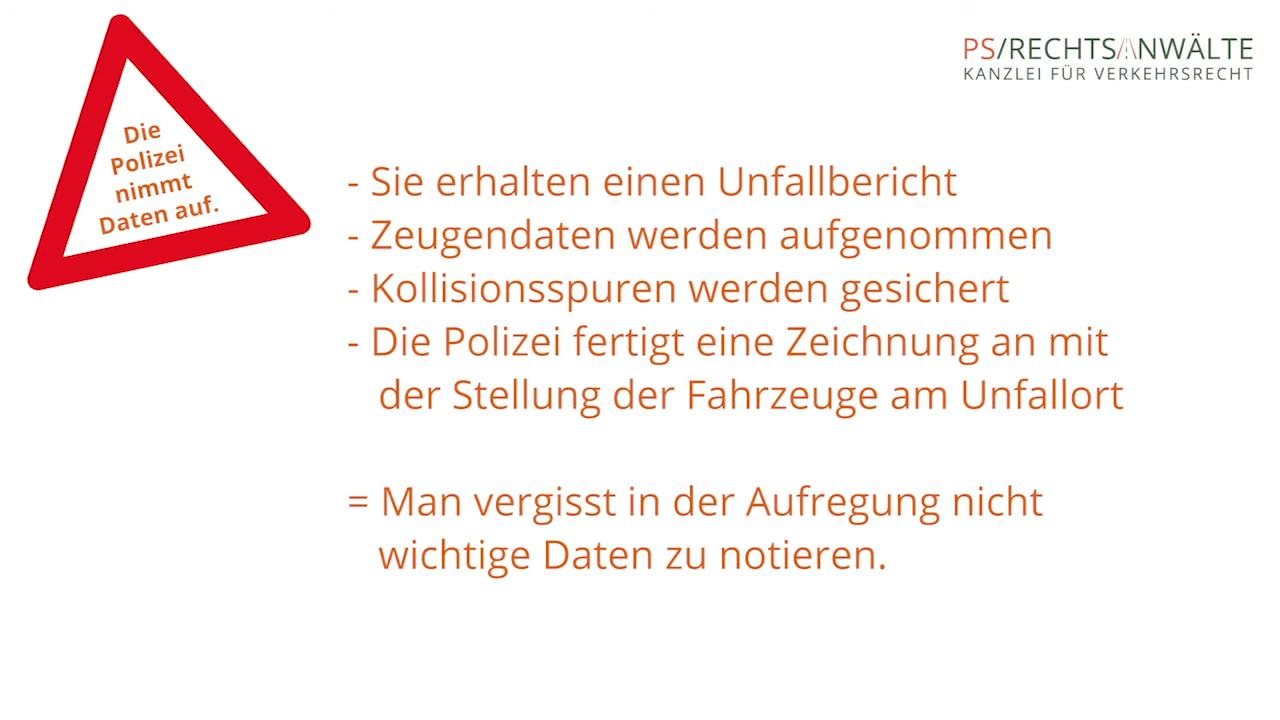 Die
Polizei
nimmt
Daten auf.
PS/RECHTSANWÄLTE
KANZLEI FÜR VERKEHRSRECHT
- Sie erhalten einen Unfallbericht
- Zeugendaten werden aufgenommen
- Kollisionsspuren werden gesichert
- Die Polizei fertigt eine Zeichnung an mit
der Stellung der Fahrzeuge am Unfallort
= Man vergisst in der Aufregung nicht
wichtige Daten zu notieren.